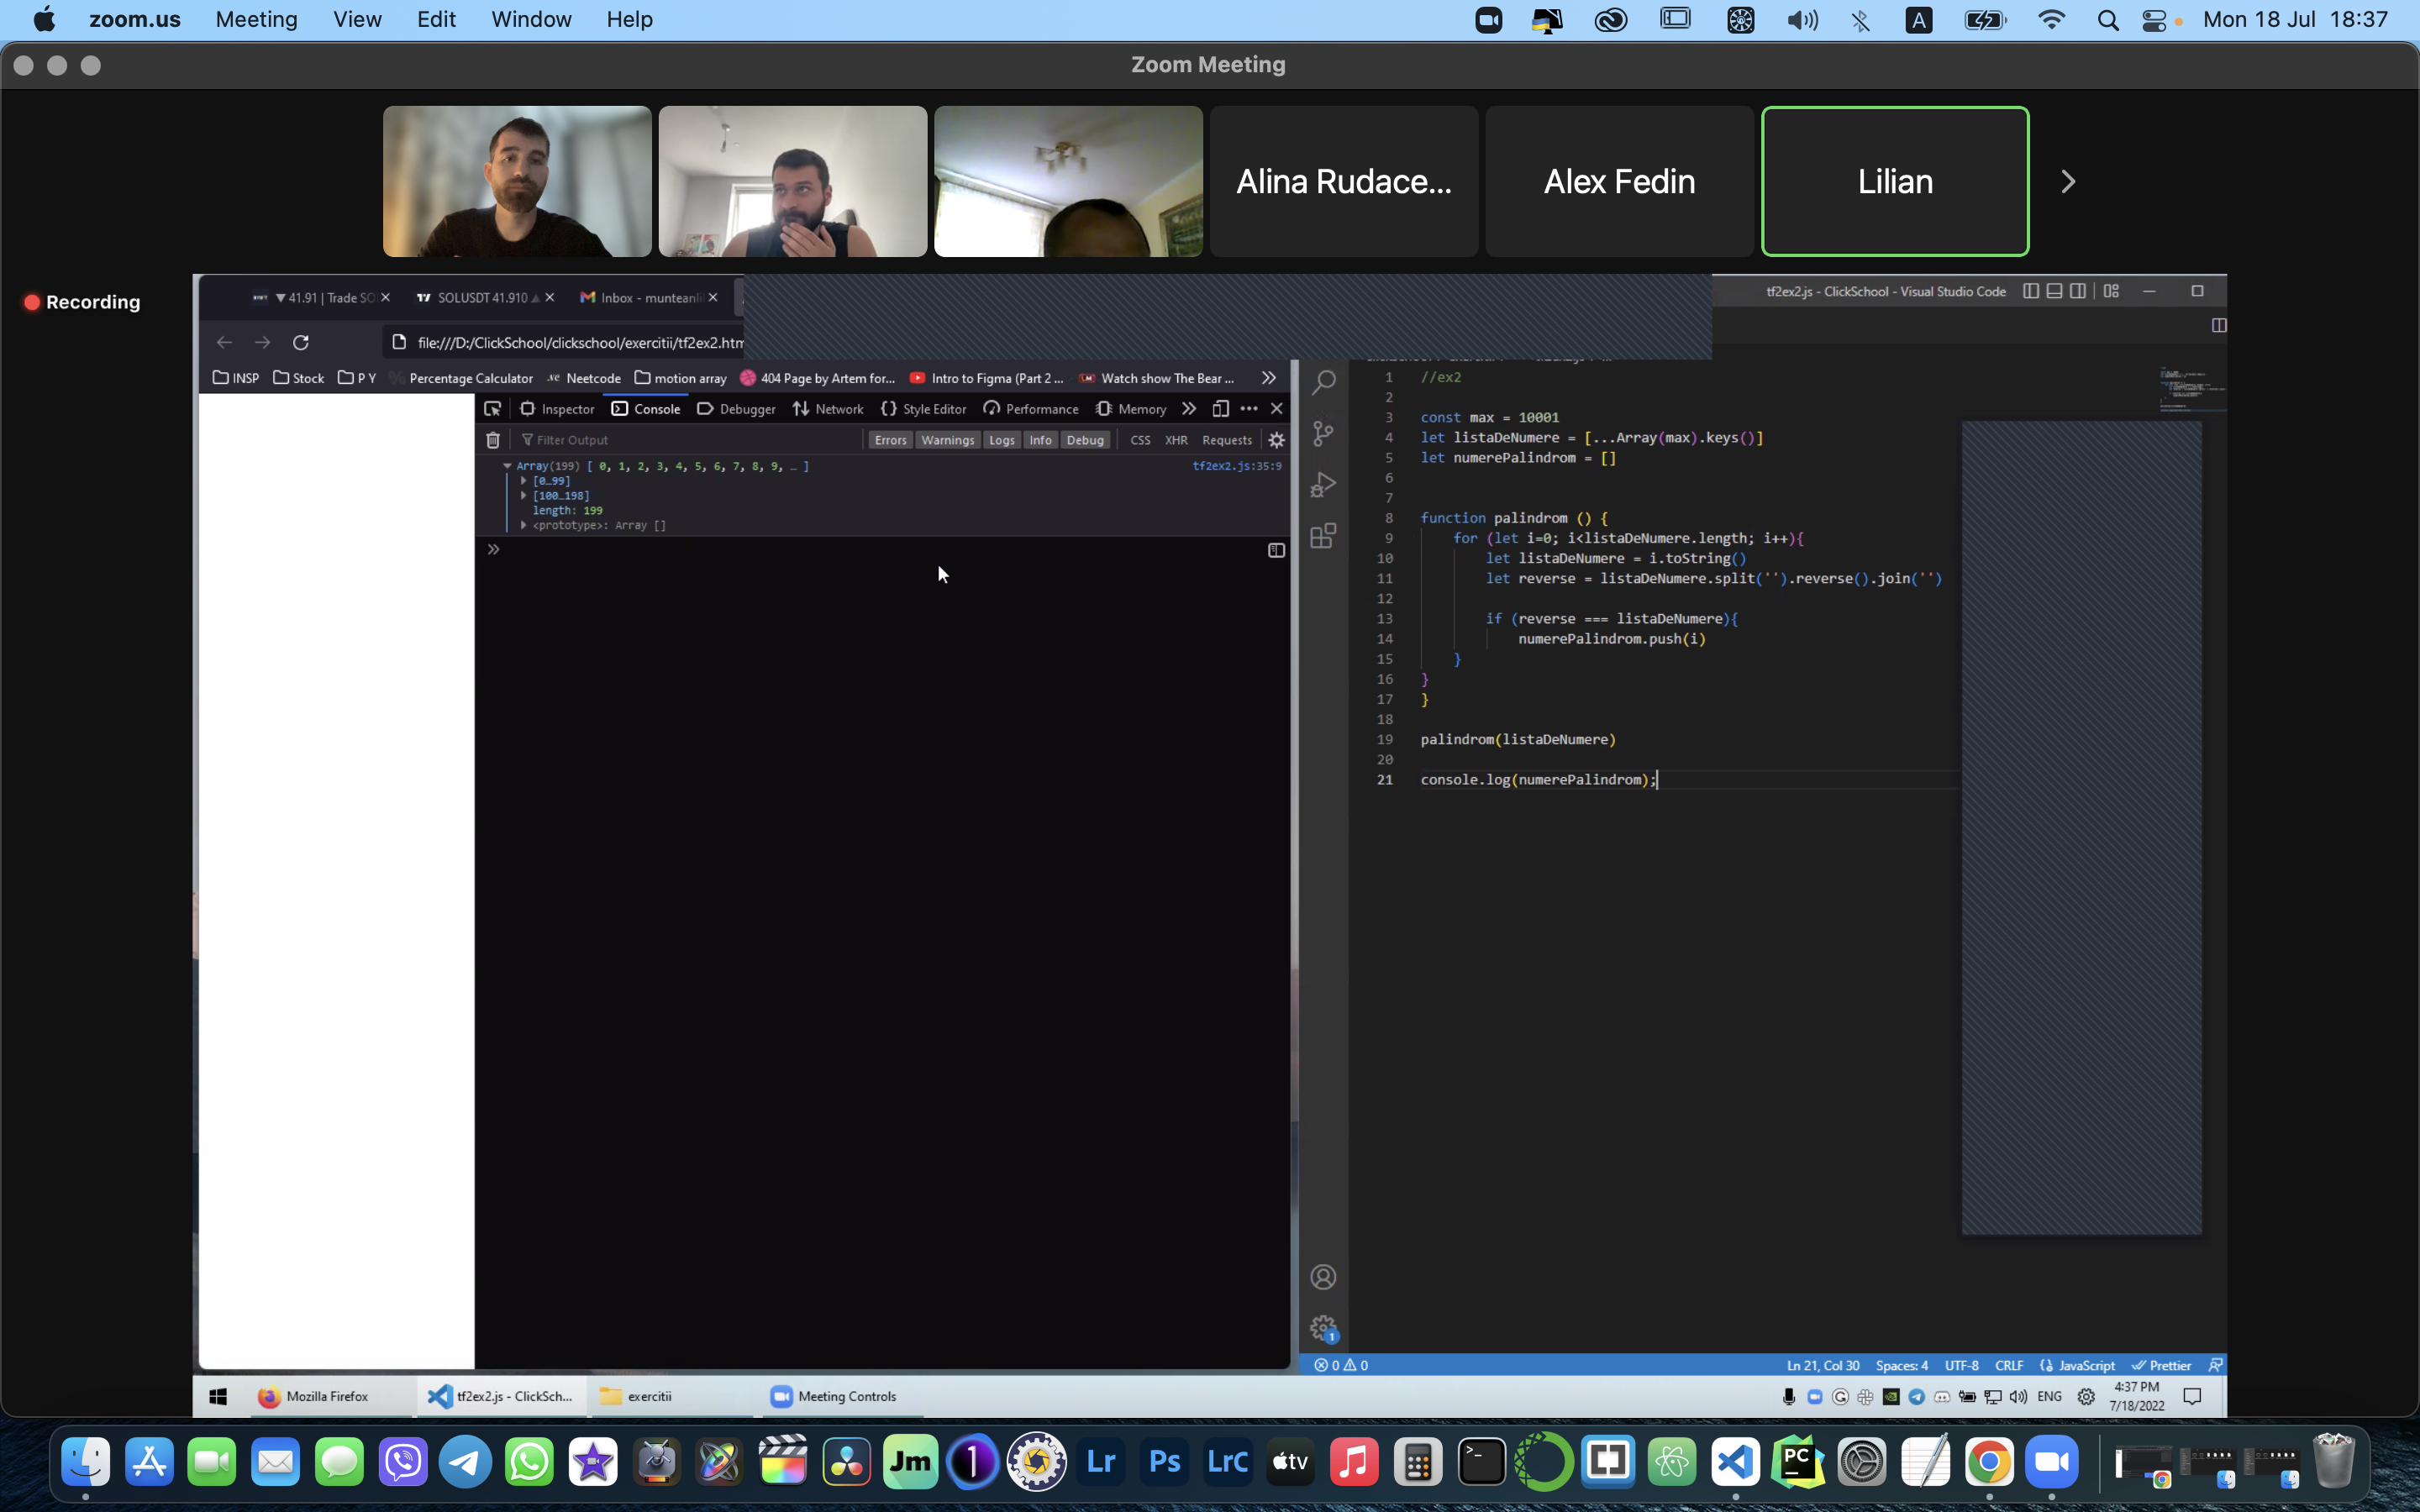 zoom.us Meeting View Edit Window Help
A
Mon 18 Jul 18:37
Zoom Meeting
Alina Rudace...
Alex Fedin
Lilian
Recording
▼ 41.91 | Trade SO
SOLUSDT 41.910 ▲
Inbox - munteanli
file:///D:/ClickSchool/clickschool/exercitii/tf2ex2.htm
INSP
Stock
P Y
Percentage Calculator
Neetcode
motion array
404 Page by Artem for...
Intro to Figma (Part 2 ...
Watch show The Bear ...
Inspector
Console
Debugger
Network
Style Editor
Performance
Memory
Filter Output
Errors
Warnings
Logs
Info
Debug
CSS
XHR
Requests
Array(199) [ 0, 1, 2, 3, 4, 5, 6, 7, 8, 9, … ]
tf2ex2.js:35:9
[0…99]
[100…198]
length: 199
<prototype>: Array []
tf2ex2.js - ClickSchool - Visual Studio Code
1 //ex2
2
3 const max = 10001
4 let listaDeNumere = [...Array(max).keys()]
5 let numerePalindrom = []
6
7
8 function palindrom () {
9 for (let i=0; i<listaDeNumere.length; i++){
10 let listaDeNumere = i.toString()
11 let reverse = listaDeNumere.split('').reverse().join('')
12
13 if (reverse === listaDeNumere){
14 numerePalindrom.push(i)
15 }
16 }
17 }
18
19 palindrom(listaDeNumere)
20
21 console.log(numerePalindrom);
1
0 0
Ln 21, Col 30
Spaces: 4
UTF-8
CRLF
JavaScript
Prettier
Mozilla Firefox
tf2ex2.js - ClickSch...
exercitii
Meeting Controls
ENG
4:37 PM
7/18/2022
Jm
1
Lr
Ps
LrC
tv
PC